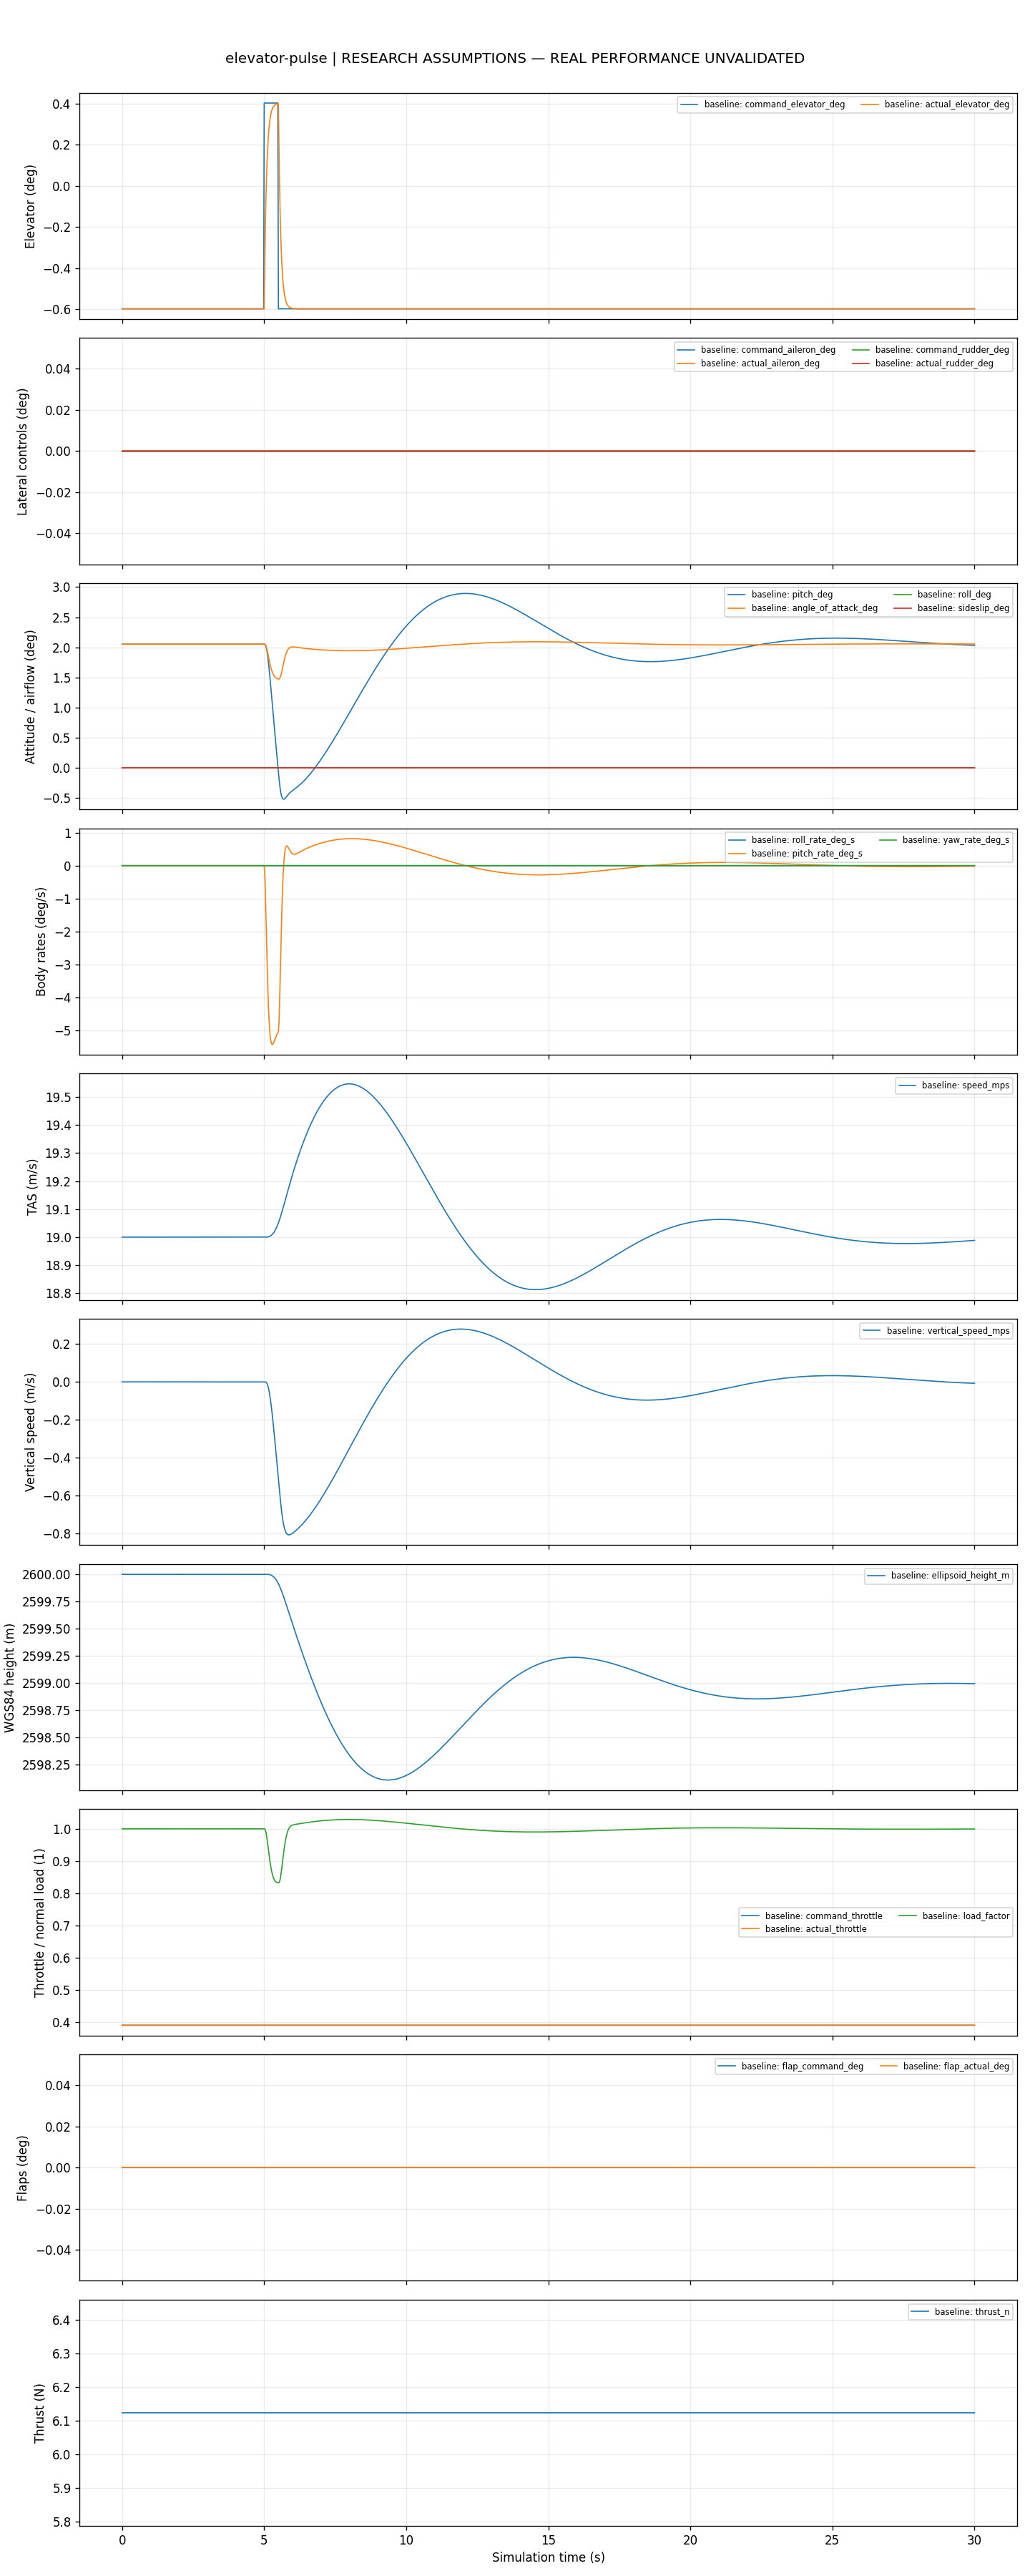 elevator-pulse | RESEARCH ASSUMPTIONS — REAL PERFORMANCE UNVALIDATED
baseline: command_elevator_deg baseline: actual_elevator_deg
0.4
0.2
0.0
−0.2
−0.4
−0.6
Elevator (deg)
baseline: command_aileron_deg baseline: command_rudder_deg
baseline: actual_aileron_deg baseline: actual_rudder_deg
0.04
0.02
0.00
−0.02
−0.04
Lateral controls (deg)
baseline: pitch_deg baseline: roll_deg
baseline: angle_of_attack_deg baseline: sideslip_deg
3.0
2.5
2.0
1.5
1.0
0.5
0.0
−0.5
Attitude / airflow (deg)
baseline: roll_rate_deg_s baseline: yaw_rate_deg_s
baseline: pitch_rate_deg_s
1
0
−1
−2
−3
−4
−5
Body rates (deg/s)
baseline: speed_mps
19.5
19.4
19.3
19.2
19.1
19.0
18.9
18.8
TAS (m/s)
baseline: vertical_speed_mps
0.2
0.0
−0.2
−0.4
−0.6
−0.8
Vertical speed (m/s)
baseline: ellipsoid_height_m
2600.00
2599.75
2599.50
2599.25
2599.00
2598.75
2598.50
2598.25
WGS84 height (m)
1.0
0.9
0.8
0.7
0.6
0.5
0.4
Throttle / normal load (1)
baseline: command_throttle baseline: load_factor
baseline: actual_throttle
baseline: flap_command_deg baseline: flap_actual_deg
0.04
0.02
0.00
−0.02
−0.04
Flaps (deg)
baseline: thrust_n
6.4
6.3
6.2
6.1
6.0
5.9
5.8
Thrust (N)
0 5 10 15 20 25 30
Simulation time (s)